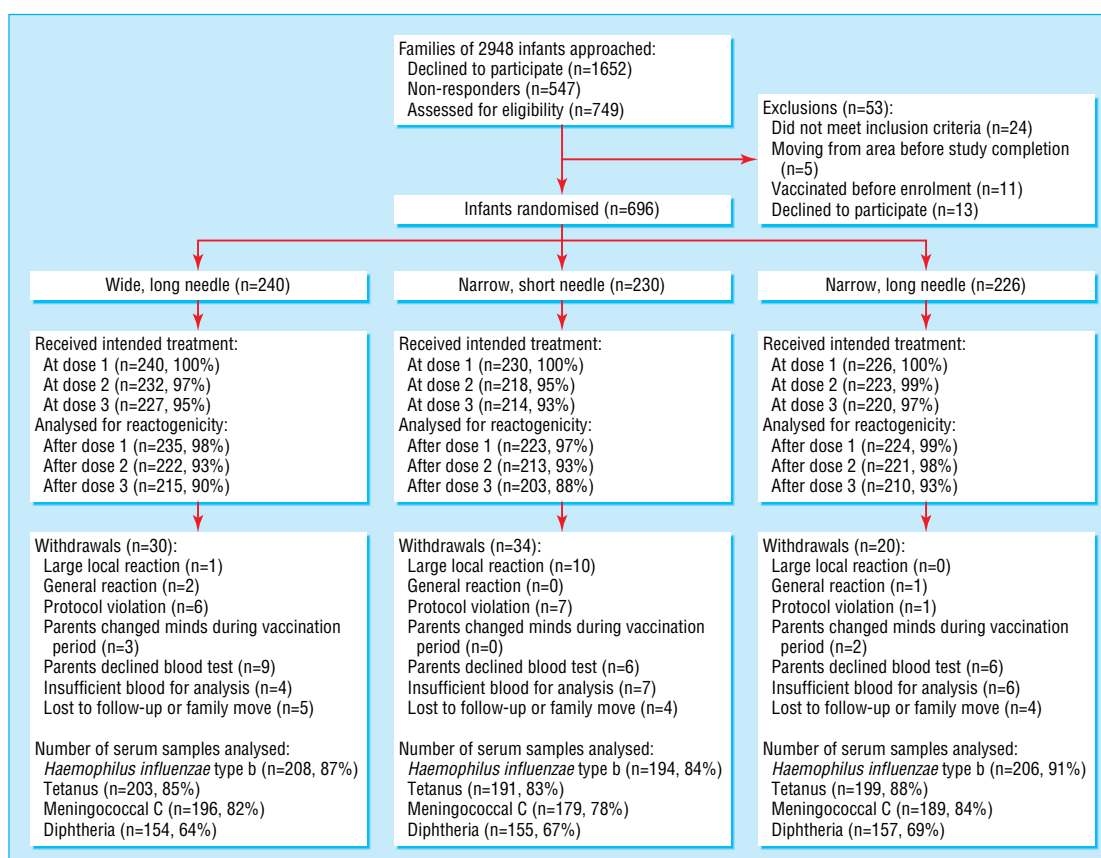 Families of 2948 infants approached:
Declined to participate (n=1652)
Non-responders (n=547)
Assessed for eligibility (n=749)
Exclusions (n=53):
Did not meet inclusion criteria (n=24)
Moving from area before study completion
(n=5)
Vaccinated before enrolment (n=11)
Declined to participate (n=13)
Infants randomised (n=696)
Wide, long needle (n=240)
Narrow, short needle (n=230)
Narrow, long needle (n=226)
Received intended treatment:
At dose 1 (n=240, 100%)
At dose 2 (n=232, 97%)
At dose 3 (n=227, 95%)
Analysed for reactogenicity:
After dose 1 (n=235, 98%)
After dose 2 (n=222, 93%)
After dose 3 (n=215, 90%)
Received intended treatment:
At dose 1 (n=230, 100%)
At dose 2 (n=218, 95%)
At dose 3 (n=214, 93%)
Analysed for reactogenicity:
After dose 1 (n=223, 97%)
After dose 2 (n=213, 93%)
After dose 3 (n=203, 88%)
Received intended treatment:
At dose 1 (n=226, 100%)
At dose 2 (n=223, 99%)
At dose 3 (n=220, 97%)
Analysed for reactogenicity:
After dose 1 (n=224, 99%)
After dose 2 (n=221, 98%)
After dose 3 (n=210, 93%)
Withdrawals (n=30):
Large local reaction (n=1)
General reaction (n=2)
Protocol violation (n=6)
Parents changed minds during vaccination
period (n=3)
Parents declined blood test (n=9)
Insufficient blood for analysis (n=4)
Lost to follow-up or family move (n=5)
Number of serum samples analysed:
Haemophilus influenzae type b (n=208, 87%)
Tetanus (n=203, 85%)
Meningococcal C (n=196, 82%)
Diphtheria (n=154, 64%)
Withdrawals (n=34):
Large local reaction (n=10)
General reaction (n=0)
Protocol violation (n=7)
Parents changed minds during vaccination
period (n=0)
Parents declined blood test (n=6)
Insufficient blood for analysis (n=7)
Lost to follow-up or family move (n=4)
Number of serum samples analysed:
Haemophilus influenzae type b (n=194, 84%)
Tetanus (n=191, 83%)
Meningococcal C (n=179, 78%)
Diphtheria (n=155, 67%)
Withdrawals (n=20):
Large local reaction (n=0)
General reaction (n=1)
Protocol violation (n=1)
Parents changed minds during vaccination
period (n=2)
Parents declined blood test (n=6)
Insufficient blood for analysis (n=6)
Lost to follow-up or family move (n=4)
Number of serum samples analysed:
Haemophilus influenzae type b (n=206, 91%)
Tetanus (n=199, 88%)
Meningococcal C (n=189, 84%)
Diphtheria (n=157, 69%)